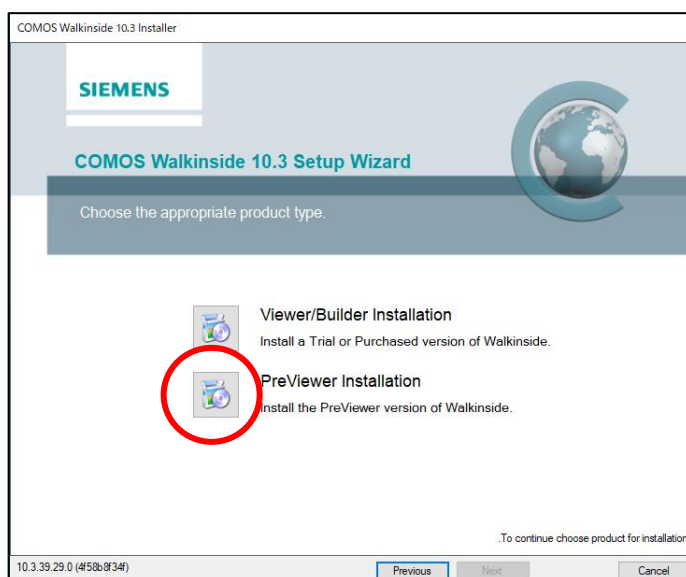 COMOS Walkinside 10.3 Installer
SIEMENS
COMOS Walkinside 10.3 Setup Wizard
Choose the appropriate product type.
Viewer/Builder Installation
Install a Trial or Purchased version of Walkinside.
PreViewer Installation
Install the PreViewer version of Walkinside.
.To continue choose product for installation
10.3.39.29.0 (4f58b8f34f)
Previous Next Cancel